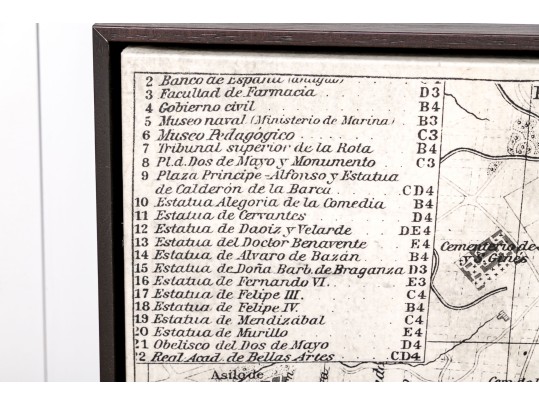 2 Banco de España (antiguo)
3 Facultad de Farmacia D3
4 Gobierno civil B4
5 Museo naval (Ministerio de Marina) B3
6 Museo Pedagógico C3
7 Tribunal superior de la Rota B4
8 Pl. d. Dos de Mayo y Monumento C3
9 Plaza Principe-Alfonso y Estatua
de Calderón de la Barca CD4
10 Estatua Alegoria de la Comedia B4
11 Estatua de Cervantes D4
12 Estatua de Daoiz y Velarde DE4
13 Estatua del Doctor Benavente E4
14 Estatua de Alvaro de Bazán B4
15 Estatua de Doña Barb. de Braganza D3
16 Estatua de Fernando VI. E3
17 Estatua de Felipe III. C4
18 Estatua de Felipe IV. B4
19 Estatua de Mendizábal C4
20 Estatua de Murillo E4
21 Obelisco del Dos de Mayo D4
22 Real Acad. de Bellas Artes CD4
Cementerio de
y S. Ginés
Asilo de